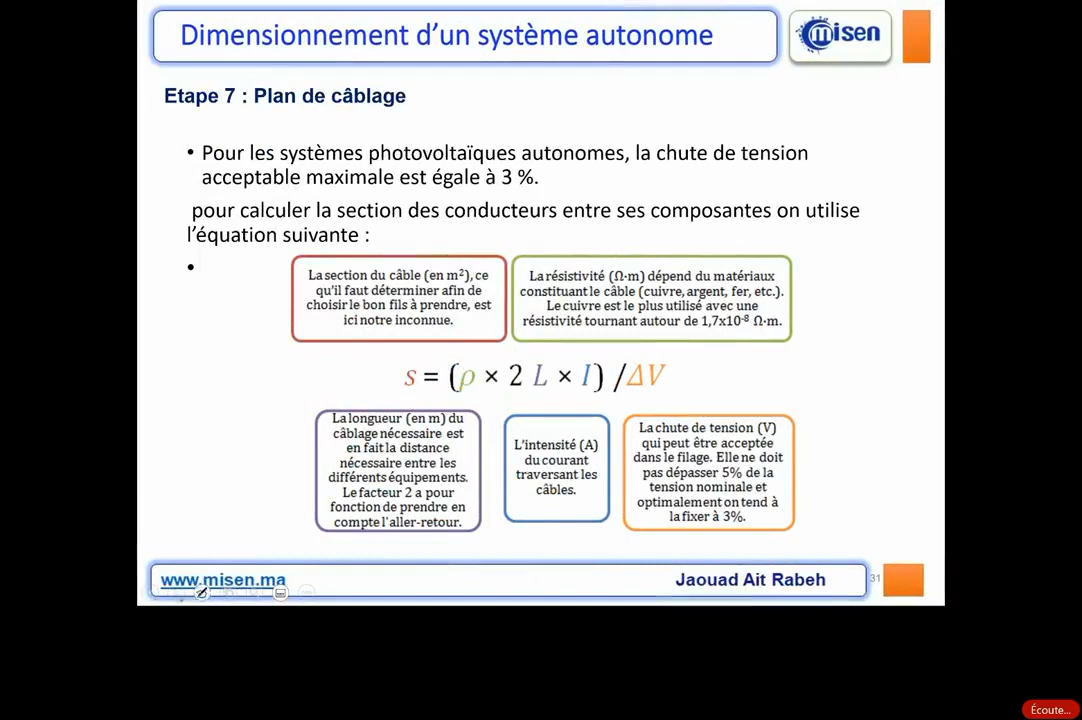 Dimensionnement d’un système autonome
misen
Etape 7 : Plan de câblage
• Pour les systèmes photovoltaïques autonomes, la chute de tension
acceptable maximale est égale à 3 %.
pour calculer la section des conducteurs entre ses composantes on utilise
l’équation suivante :
•
La section du câble (en m²), ce
qu'il faut déterminer afin de
choisir le bon fils à prendre, est
ici notre inconnue.
La résistivité (Ω·m) dépend du matériaux
constituant le câble (cuivre, argent, fer, etc.).
Le cuivre est le plus utilisé avec une
résistivité tournant autour de 1,7x10⁻⁸ Ω·m.
s = (ρ × 2 L × I) /ΔV
La longueur (en m) du
câblage nécessaire est
en fait la distance
nécessaire entre les
différents équipements.
Le facteur 2 a pour
fonction de prendre en
compte l'aller-retour.
L'intensité (A)
du courant
traversant les
câbles.
La chute de tension (V)
qui peut être acceptée
dans le filage. Elle ne doit
pas dépasser 5% de la
tension nominale et
optimalement on tend à
la fixer à 3%.
www.misen.ma
Jaouad Ait Rabeh
31
Écoute...